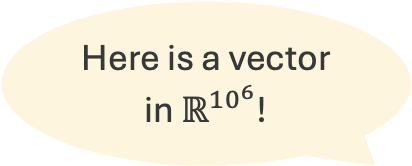 Here is a vector
in ℝ^10^6!